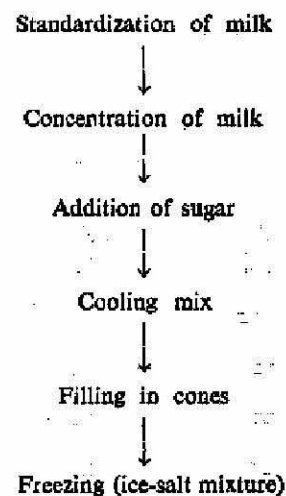 Standardization of milk
Concentration of milk
Addition of sugar
Cooling mix
Filling in cones
Freezing (ice-salt mixture)